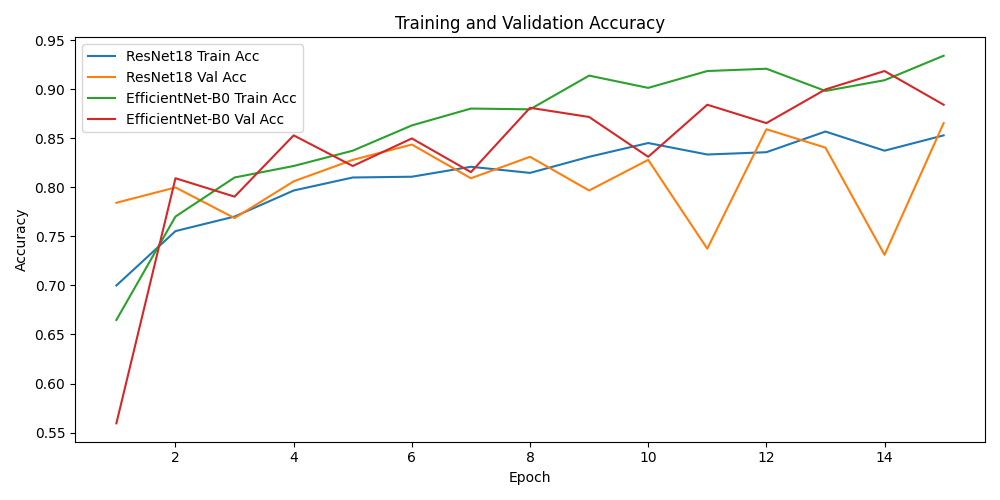 Training and Validation Accuracy
ResNet18 Train Acc
ResNet18 Val Acc
EfficientNet-B0 Train Acc
EfficientNet-B0 Val Acc
Accuracy
0.95
0.90
0.85
0.80
0.75
0.70
0.65
0.60
0.55
2 4 6 8 10 12 14
Epoch